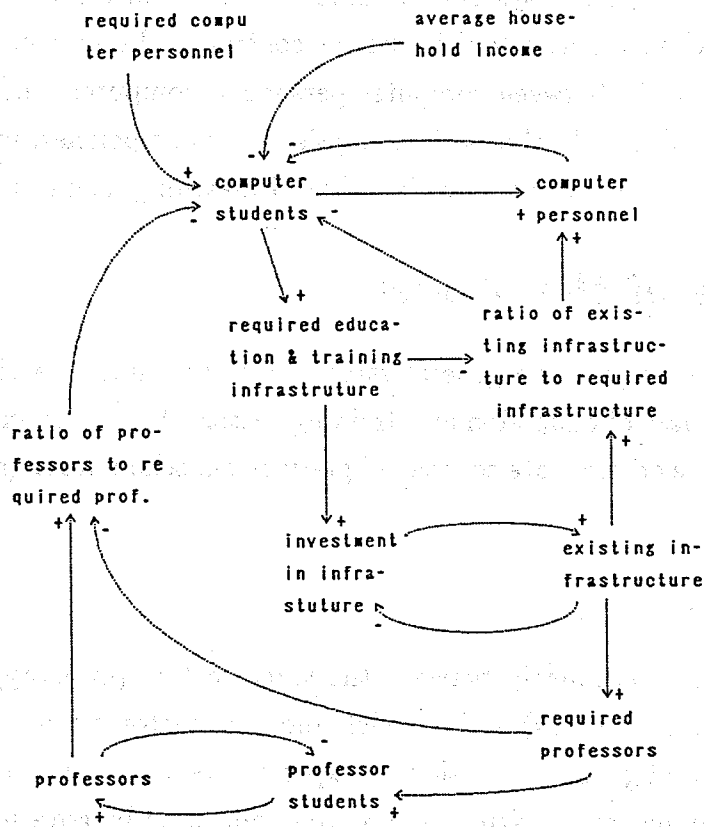 required compu
ter personnel
average house-
hold income
+
-
-
computer
students
-
-
computer
+ personnel
+
+
required educa-
tion & training
infrastruture
-
ratio of exis-
ting infrastruc-
ture to required
infrastructure
+
ratio of pro-
fessors to re
quired prof.
+
-
+
investment
in infra-
stuture
-
+
existing in-
frastructure
+
required
professors
-
professors
+
professor
students
+